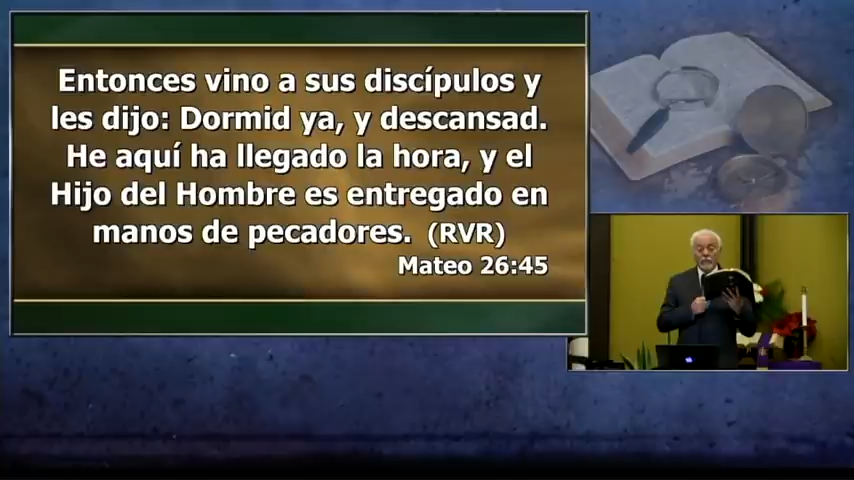 Entonces vino a sus discípulos y
les dijo: Dormid ya, y descansad.
He aquí ha llegado la hora, y el
Hijo del Hombre es entregado en
manos de pecadores. (RVR)
Mateo 26:45